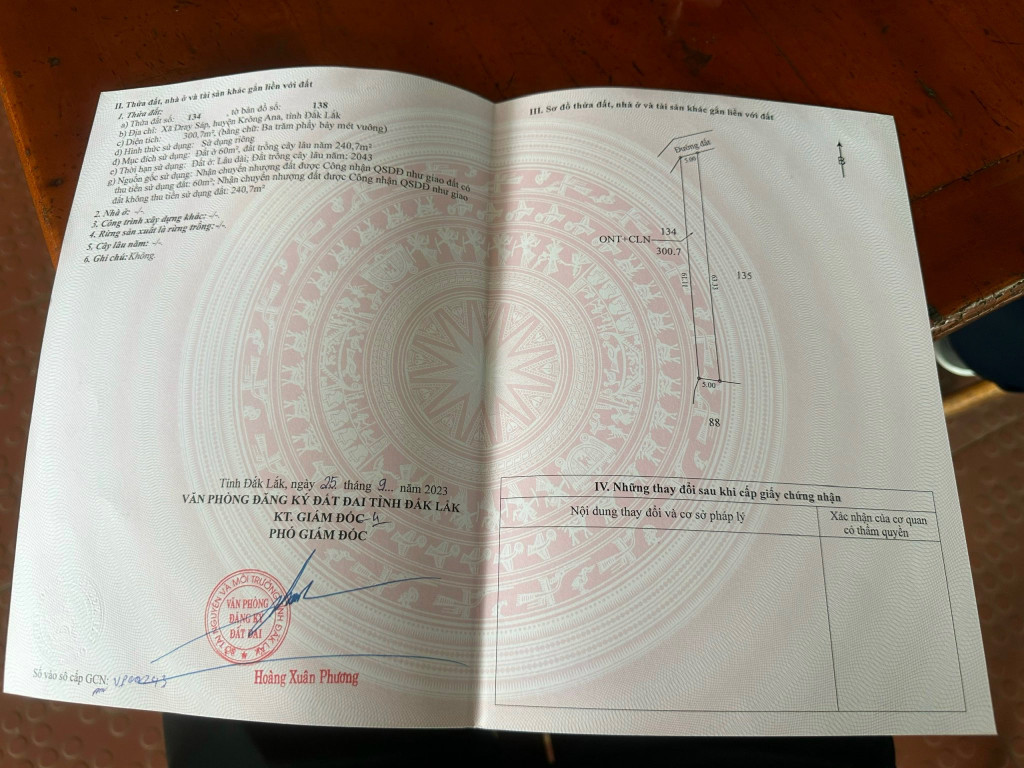 II. Thửa đất, nhà ở và tài sản khác gắn liền với đất
1. Thửa đất:
a) Thửa đất số: 134 , tờ bản đồ số: 138
b) Địa chỉ: Xã Dray Sáp, huyện Krông Ana, tỉnh Đắk Lắk
c) Diện tích: 300,7m², (bằng chữ: Ba trăm phẩy bảy mét vuông)
d) Hình thức sử dụng: Sử dụng riêng
đ) Mục đích sử dụng: Đất ở 60m², đất trồng cây lâu năm 240,7m²
e) Thời hạn sử dụng: Đất ở: Lâu dài; Đất trồng cây lâu năm: 2043
g) Nguồn gốc sử dụng: Nhận chuyển nhượng đất được Công nhận QSDĐ như giao đất có
thu tiền sử dụng đất: 60m²; Nhận chuyển nhượng đất được Công nhận QSDĐ như giao
đất không thu tiền sử dụng đất: 240,7m²
2. Nhà ở: -/-
3. Công trình xây dựng khác: -/-
4. Rừng sản xuất là rừng trồng: -/-
5. Cây lâu năm: -/-
6. Ghi chú: Không.
Tỉnh Đắk Lắk, ngày 25 tháng 9 năm 2023
VĂN PHÒNG ĐĂNG KÝ ĐẤT ĐAI TỈNH ĐẮK LẮK
KT. GIÁM ĐỐC
PHÓ GIÁM ĐỐC
SỞ TÀI NGUYÊN VÀ MÔI TRƯỜNG TỈNH ĐẮK LẮK
VĂN PHÒNG
ĐĂNG KÝ
ĐẤT ĐAI
Hoàng Xuân Phương
Số vào sổ cấp GCN:
III. Sơ đồ thửa đất, nhà ở và tài sản khác gắn liền với đất
Đường đất
5.00
B
ONT+CLN
134
300.7
135
5.00
88
IV. Những thay đổi sau khi cấp giấy chứng nhận
Nội dung thay đổi và cơ sở pháp lý
Xác nhận của cơ quan
có thẩm quyền